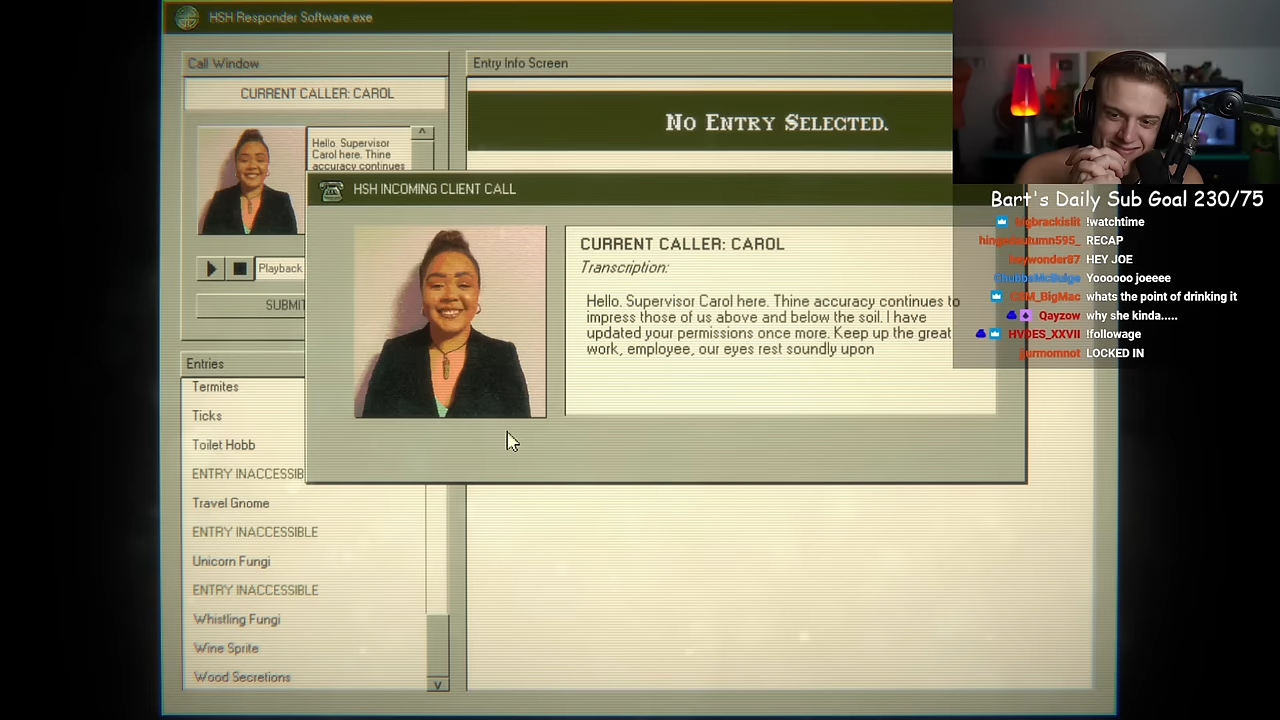 HSH Responder Software.exe
Call Window
CURRENT CALLER: CAROL
Hello. Supervisor
Carol here. Thine
accuracy continues
Playback
SUBMIT
Entries
Termites
Ticks
Toilet Hobb
ENTRY INACCESSIB
Travel Gnome
ENTRY INACCESSIBLE
Unicorn Fungi
ENTRY INACCESSIBLE
Whistling Fungi
Wine Sprite
Wood Secretions
Entry Info Screen
NO ENTRY SELECTED.
HSH INCOMING CLIENT CALL
CURRENT CALLER: CAROL
Transcription:
Hello. Supervisor Carol here. Thine accuracy continues to
impress those of us above and below the soil. I have
updated your permissions once more. Keep up the great
work, employee, our eyes rest soundly upon
Bart's Daily Sub Goal 230/75
!watchtime
RECAP
HEY JOE
Yoooooo joeeee
whats the point of drinking it
Qayzow why she kinda.....
HVDES_XXVII !followage
LOCKED IN